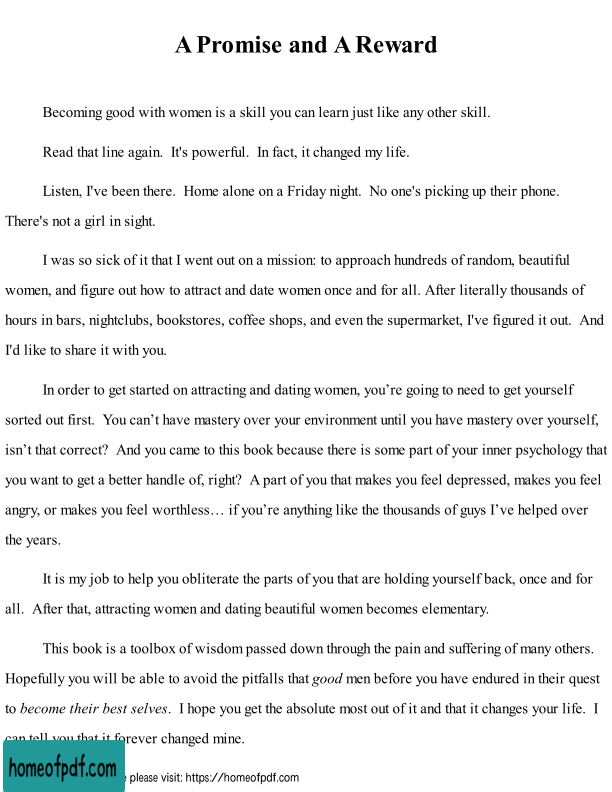 A Promise and A Reward
Becoming good with women is a skill you can learn just like any other skill.
Read that line again.  It's powerful.  In fact, it changed my life.
Listen, I've been there.  Home alone on a Friday night.  No one's picking up their phone.
There's not a girl in sight.
I was so sick of it that I went out on a mission: to approach hundreds of random, beautiful
women, and figure out how to attract and date women once and for all. After literally thousands of
hours in bars, nightclubs, bookstores, coffee shops, and even the supermarket, I've figured it out.  And
I'd like to share it with you.
In order to get started on attracting and dating women, you’re going to need to get yourself
sorted out first.  You can’t have mastery over your environment until you have mastery over yourself,
isn’t that correct?  And you came to this book because there is some part of your inner psychology that
you want to get a better handle of, right?  A part of you that makes you feel depressed, makes you feel
angry, or makes you feel worthless… if you’re anything like the thousands of guys I’ve helped over
the years.
It is my job to help you obliterate the parts of you that are holding yourself back, once and for
all.  After that, attracting women and dating beautiful women becomes elementary.
This book is a toolbox of wisdom passed down through the pain and suffering of many others.
Hopefully you will be able to avoid the pitfalls that good men before you have endured in their quest
to become their best selves.  I hope you get the absolute most out of it and that it changes your life.  I
can tell you that it forever changed mine.
homeofpdf.com
please visit: https://homeofpdf.com